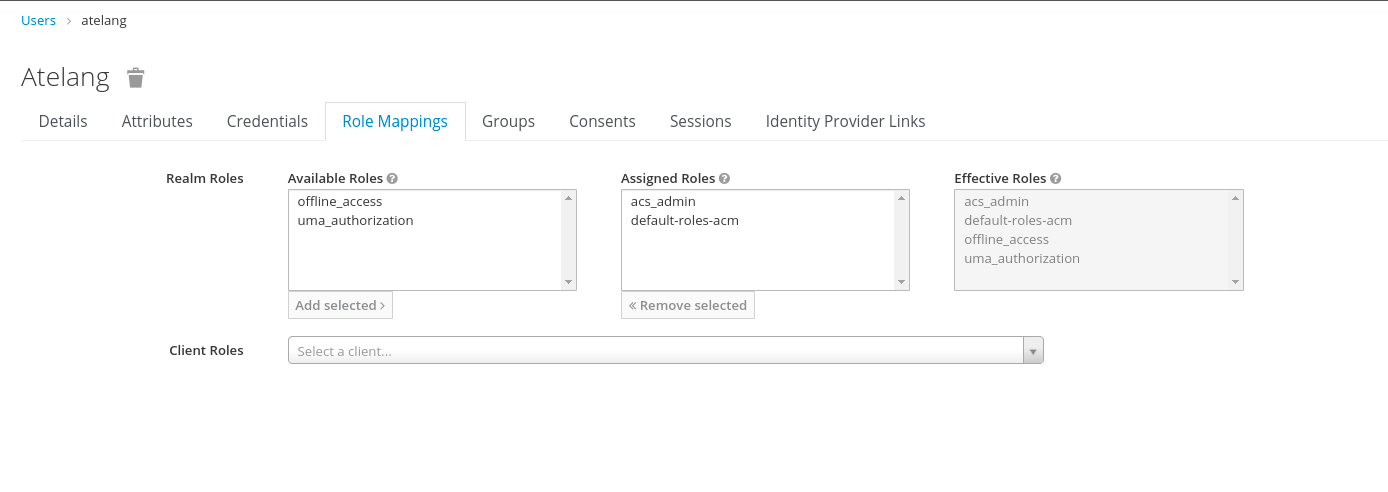 Users > atelang
Atelang
Details Attributes Credentials Role Mappings Groups Consents Sessions Identity Provider Links
Realm Roles
Available Roles ?
offline_access
uma_authorization
Add selected >
Assigned Roles ?
acs_admin
default-roles-acm
« Remove selected
Effective Roles ?
acs_admin
default-roles-acm
offline_access
uma_authorization
Client Roles
Select a client...